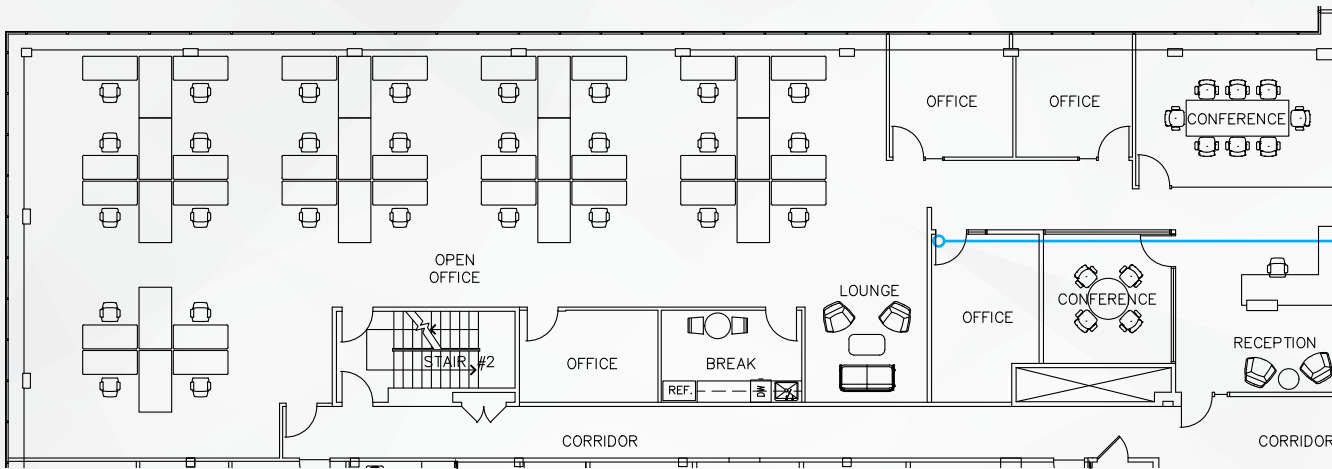 OFFICE
OFFICE
CONFERENCE
OPEN
OFFICE
LOUNGE
CONFERENCE
OFFICE
RECEPTION
STAIR #2
OFFICE
BREAK
REF.
DW
CORRIDOR
CORRIDOR